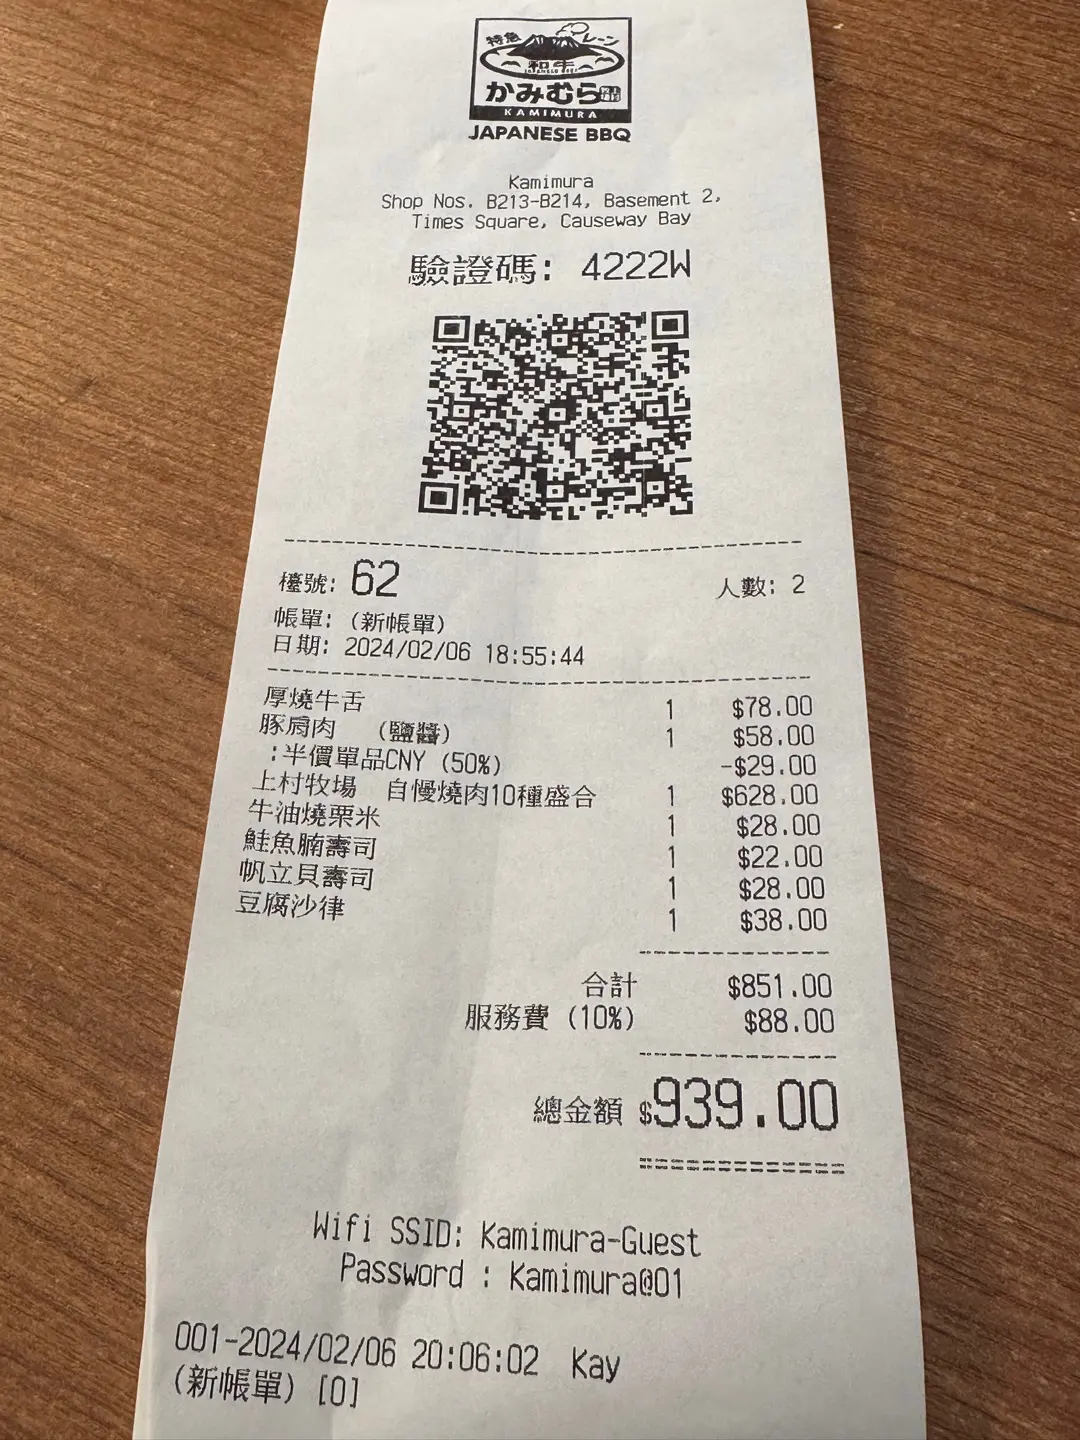 特急レーン
和牛
JAPANESE BEEF
かみむら
KAMIMURA
JAPANESE BBQ
Kamimura
Shop Nos. B213-B214, Basement 2,
Times Square, Causeway Bay
驗證碼: 4222W
檯號: 62 人數: 2
帳單: (新帳單)
日期: 2024/02/06 18:55:44
厚燒牛舌 1 $78.00
豚肩肉 (鹽醬) 1 $58.00
:半價單品CNY (50%) -$29.00
上村牧場 自慢燒肉10種盛合 1 $628.00
牛油燒粟米 1 $28.00
鮭魚腩壽司 1 $22.00
帆立貝壽司 1 $28.00
豆腐沙律 1 $38.00
合計 $851.00
服務費 (10%) $88.00
總金額 $939.00
Wifi SSID: Kamimura-Guest
Password : Kamimura@01
001-2024/02/06 20:06:02 Kay
(新帳單) [0]